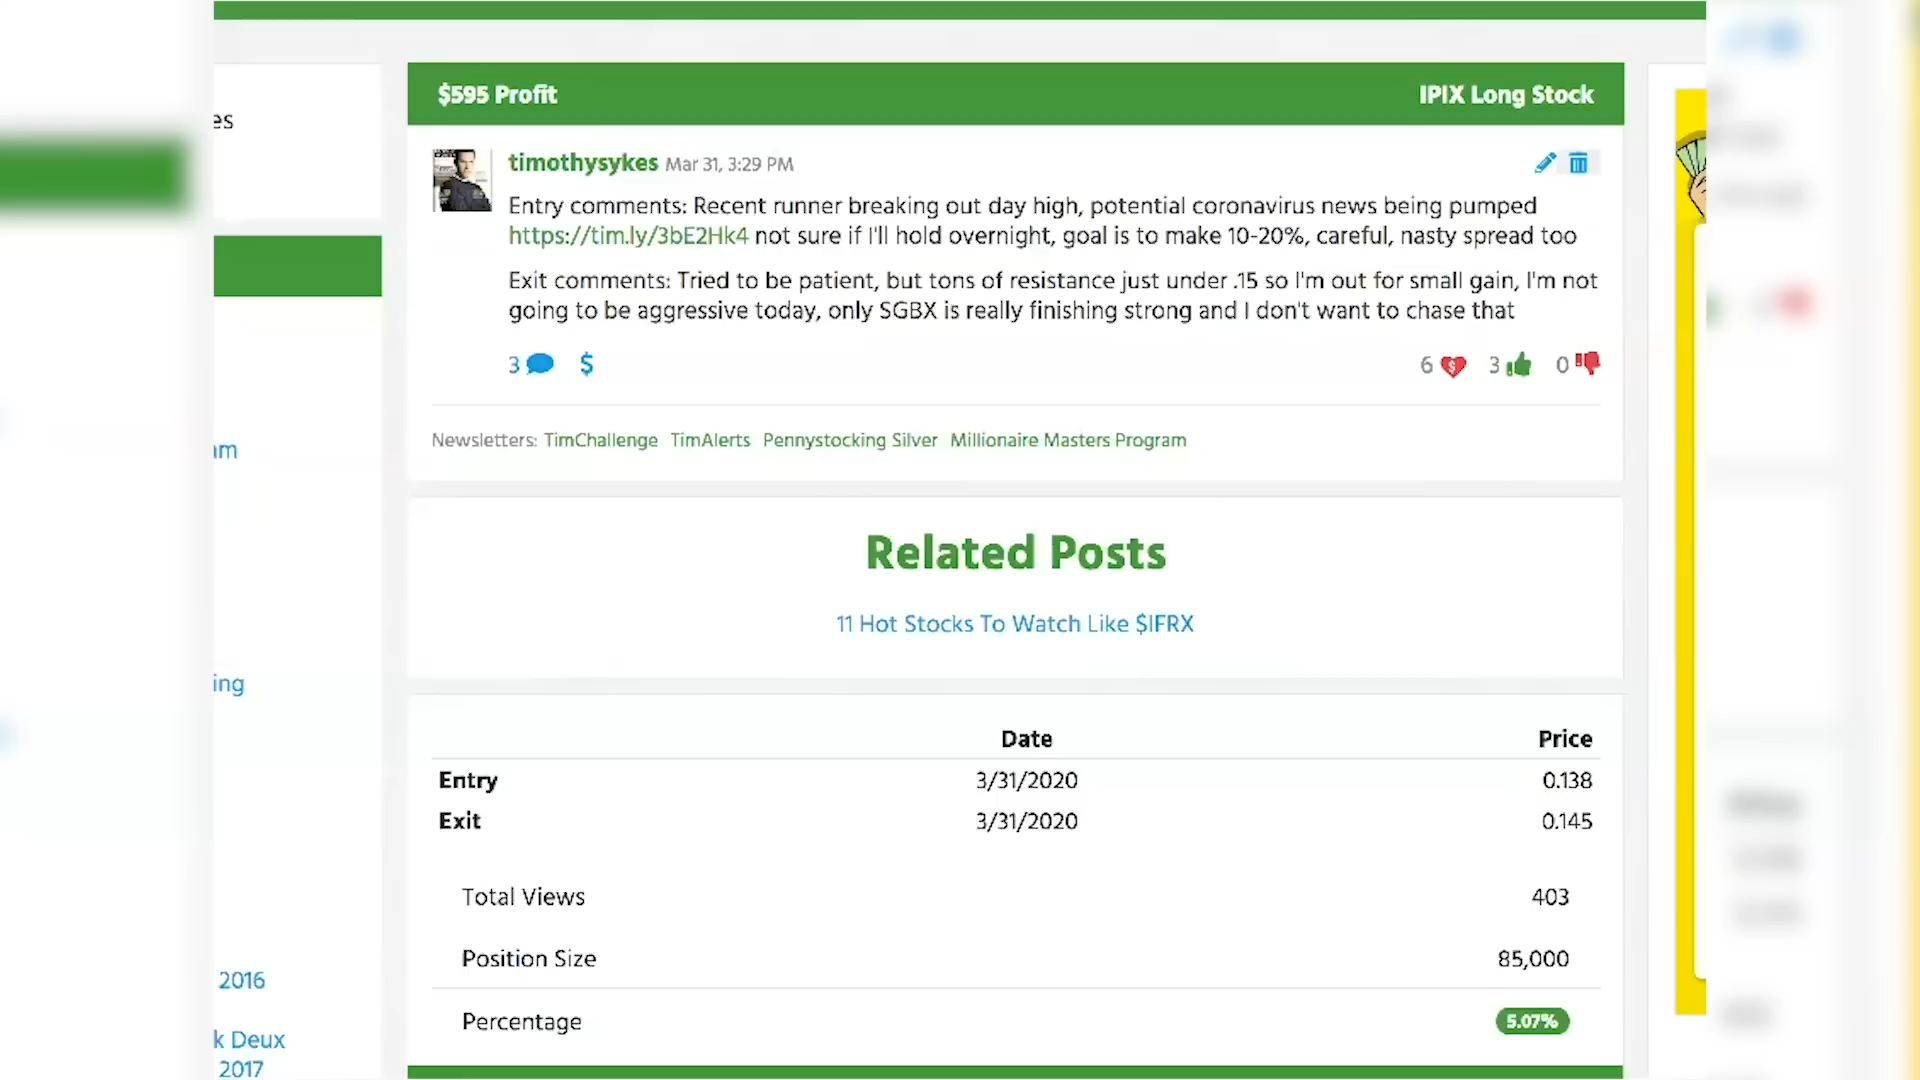 es
am
ing
2016
k Deux
2017
$595 Profit
IPIX Long Stock
timothysykes Mar 31, 3:29 PM
Entry comments: Recent runner breaking out day high, potential coronavirus news being pumped
https://tim.ly/3bE2Hk4 not sure if I'll hold overnight, goal is to make 10-20%, careful, nasty spread too
Exit comments: Tried to be patient, but tons of resistance just under .15 so I'm out for small gain, I'm not
going to be aggressive today, only SGBX is really finishing strong and I don't want to chase that
3 $
6 $ 3 0
Newsletters: TimChallenge TimAlerts Pennystocking Silver Millionaire Masters Program
Related Posts
11 Hot Stocks To Watch Like $IFRX
Date Price
Entry 3/31/2020 0.138
Exit 3/31/2020 0.145
Total Views 403
Position Size 85,000
Percentage 5.07%